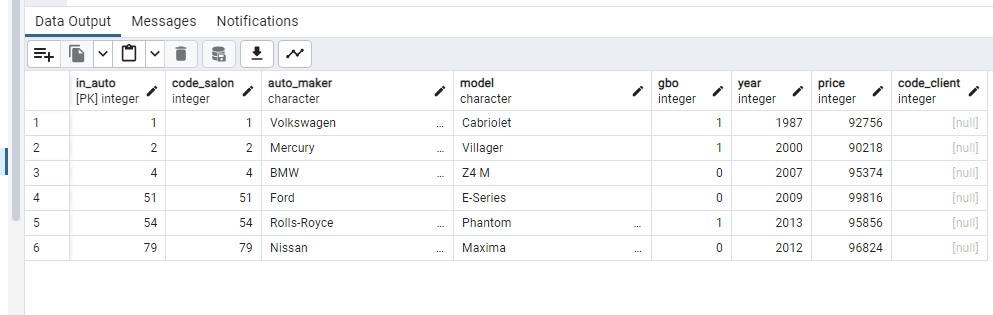 Data Output Messages Notifications
in_auto code_salon auto_maker model gbo year price code_client
[PK] integer integer character character integer integer integer integer
1 1 1 Volkswagen ... Cabriolet 1 1987 92756 [null]
2 2 2 Mercury ... Villager 1 2000 90218 [null]
3 4 4 BMW ... Z4 M 0 2007 95374 [null]
4 51 51 Ford E-Series 0 2009 99816 [null]
5 54 54 Rolls-Royce ... Phantom ... 1 2013 95856 [null]
6 79 79 Nissan ... Maxima ... 0 2012 96824 [null]